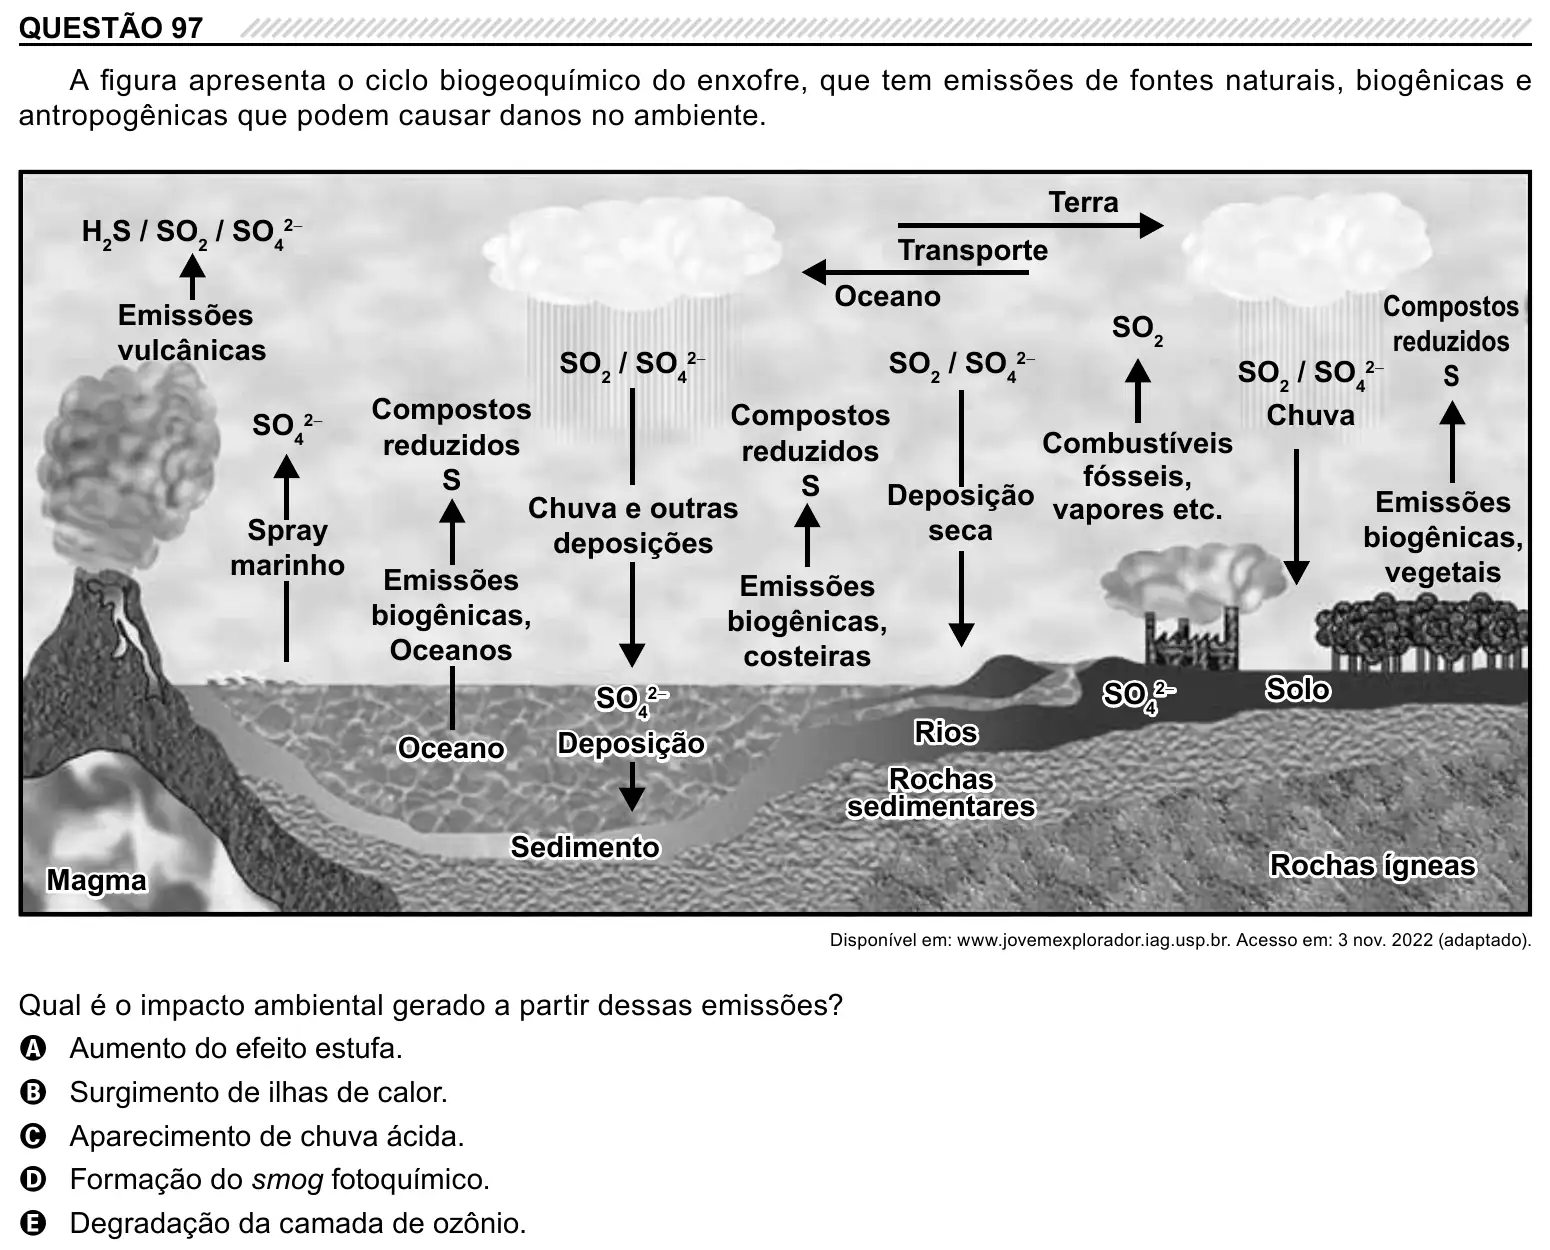 QUESTÃO 97
A figura apresenta o ciclo biogeoquímico do enxofre, que tem emissões de fontes naturais, biogênicas e
antropogênicas que podem causar danos no ambiente.
H₂S / SO₂ / SO₄²⁻
Emissões
vulcânicas
SO₄²⁻
Spray
marinho
Compostos
reduzidos
S
Emissões
biogênicas,
Oceanos
Oceano
SO₂ / SO₄²⁻
Chuva e outras
deposições
SO₄²⁻
Deposição
Sedimento
Compostos
reduzidos
S
Emissões
biogênicas,
costeiras
Terra
Transporte
Oceano
SO₂ / SO₄²⁻
Deposição
seca
SO₂
Combustíveis
fósseis,
vapores etc.
SO₂ / SO₄²⁻
Chuva
Compostos
reduzidos
S
Emissões
biogênicas,
vegetais
SO₄²⁻
Solo
Rios
Rochas
sedimentares
Rochas ígneas
Magma
Disponível em: www.jovemexplorador.iag.usp.br. Acesso em: 3 nov. 2022 (adaptado).
Qual é o impacto ambiental gerado a partir dessas emissões?
A Aumento do efeito estufa.
B Surgimento de ilhas de calor.
C Aparecimento de chuva ácida.
D Formação do smog fotoquímico.
E Degradação da camada de ozônio.